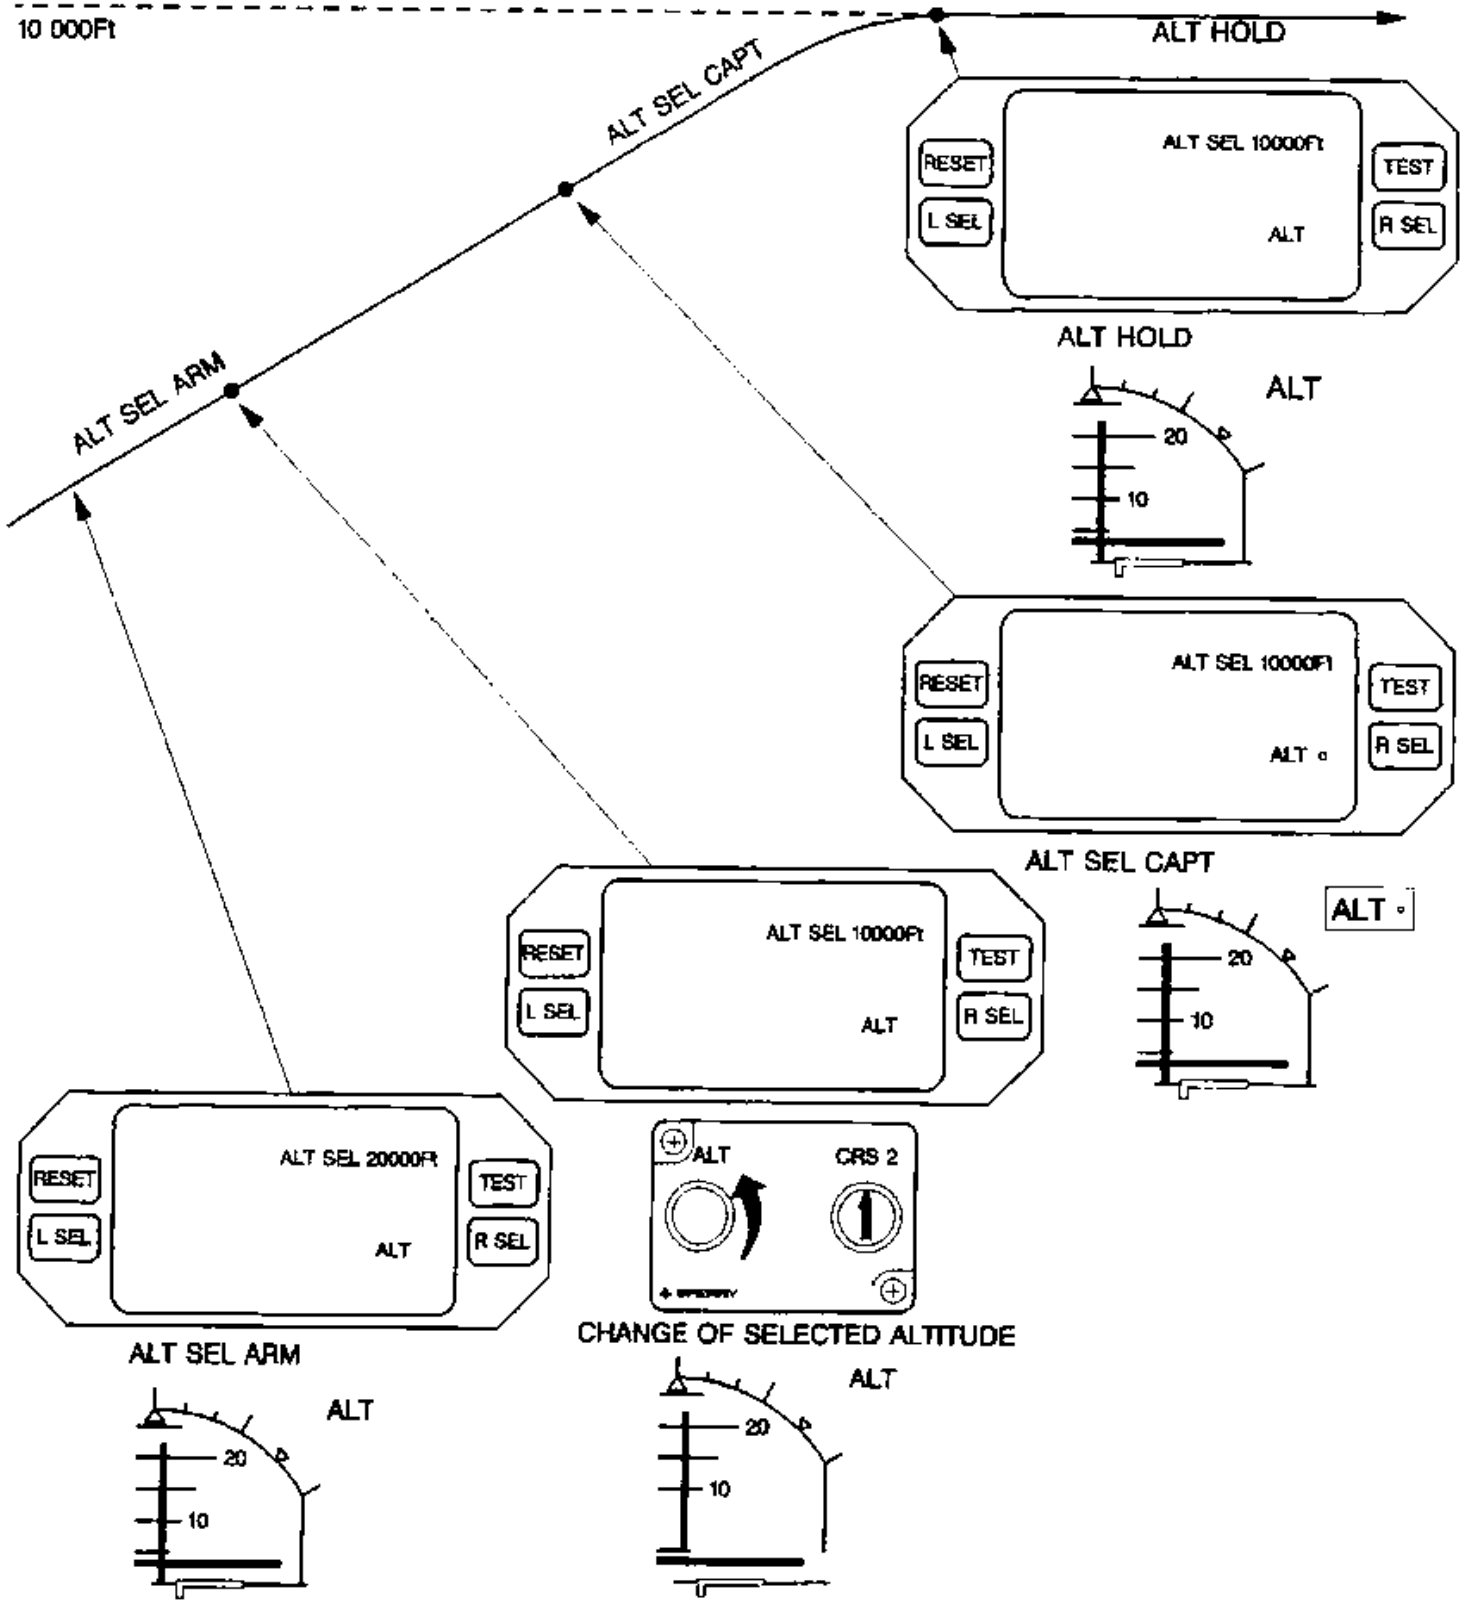 10 000Ft
ALT HOLD
ALT SEL CAPT
ALT SEL ARM
ALT SEL 10000Ft
RESET
TEST
L SEL
R SEL
ALT
ALT HOLD
ALT
20
10
ALT SEL 10000Ft
RESET
TEST
L SEL
R SEL
ALT
ALT SEL CAPT
ALT
20
10
ALT SEL 10000Ft
RESET
TEST
L SEL
R SEL
ALT
ALT
CRS 2
SPERRY
CHANGE OF SELECTED ALTITUDE
ALT
20
10
ALT SEL 20000Ft
RESET
TEST
L SEL
R SEL
ALT
ALT SEL ARM
ALT
20
10